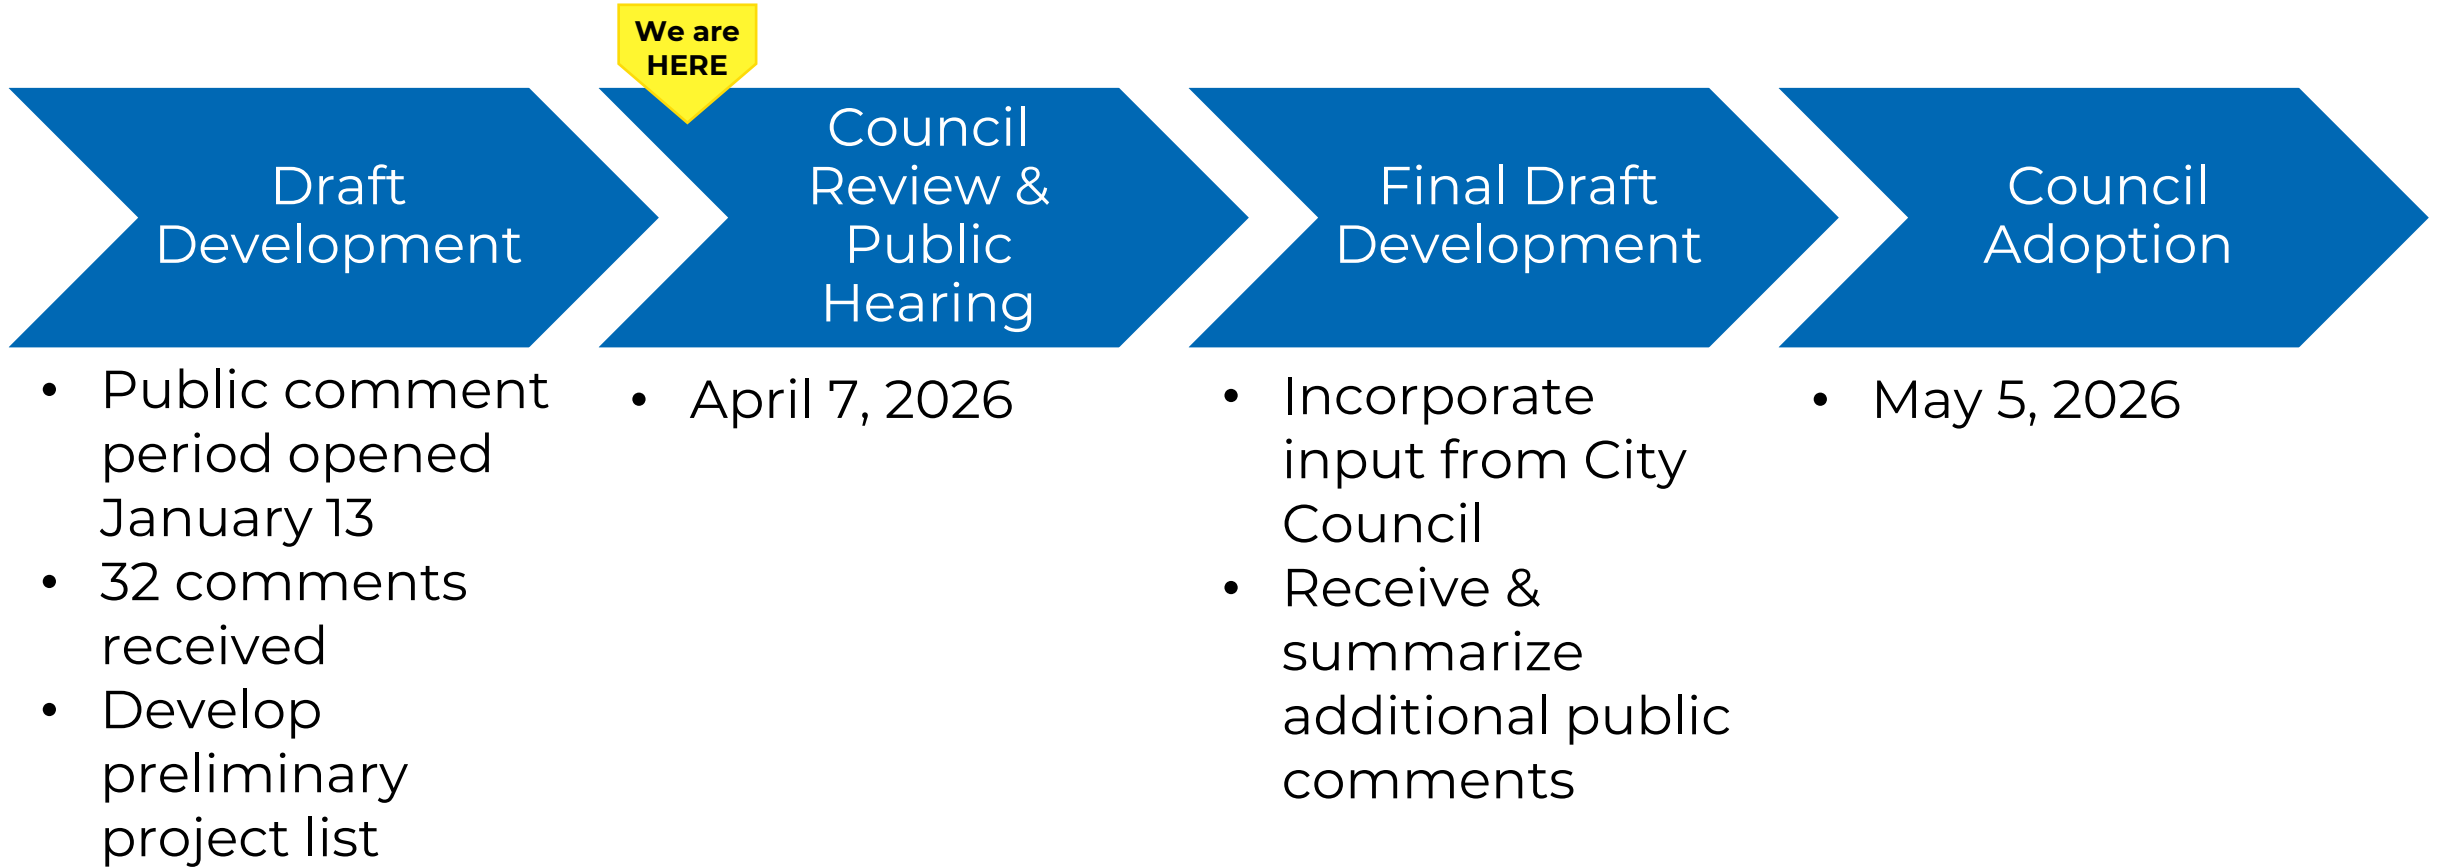 We are
HERE
Draft
Development
Council
Review &
Public
Hearing
Final Draft
Development
Council
Adoption
• Public comment
period opened
January 13
• 32 comments
received
• Develop
preliminary
project list
• April 7, 2026
• Incorporate
input from City
Council
• Receive &
summarize
additional public
comments
• May 5, 2026